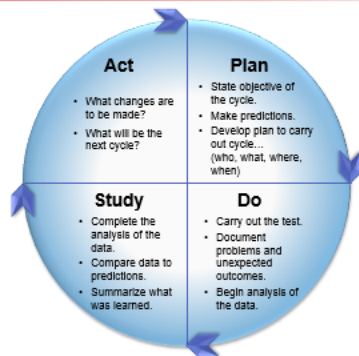 Act
• What changes are
to be made?
• What will be the
next cycle?
Plan
• State objective of
the cycle.
• Make predictions.
• Develop plan to carry
out cycle...
(who, what, where,
when)
Study
• Complete the
analysis of the
data.
• Compare data to
predictions.
• Summarize what
was learned.
Do
• Carry out the test.
• Document
problems and
unexpected
outcomes.
• Begin analysis of
the data.